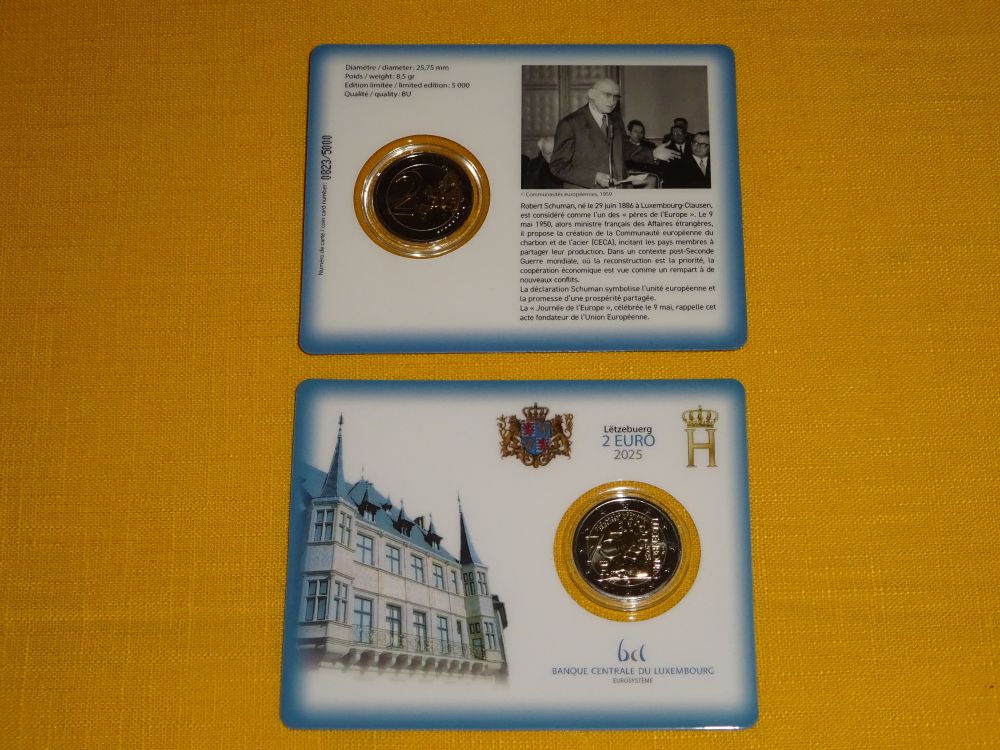 Diamètre / diameter: 25,75 mm
Poids / weight: 8,5 gr
Edition limitée / limited edition: 5 000
Qualité / quality: BU
Numéro de carte / coin card number: 0823/5000
2
© Communautés européennes, 1959
Robert Schuman, né le 29 juin 1886 à Luxembourg-Clausen,
est considéré comme l'un des « pères de l'Europe ». Le 9
mai 1950, alors ministre français des Affaires étrangères,
il propose la création de la Communauté européenne du
charbon et de l'acier (CECA), incitant les pays membres à
partager leur production. Dans un contexte post-Seconde
Guerre mondiale, où la reconstruction est la priorité, la
coopération économique est vue comme un rempart à de
nouveaux conflits.
La déclaration Schuman symbolise l'unité européenne et
la promesse d'une prospérité partagée.
La « Journée de l'Europe », célébrée le 9 mai, rappelle cet
acte fondateur de l'Union Européenne.
Lëtzebuerg
2 EURO
2025
H
bcl
BANQUE CENTRALE DU LUXEMBOURG
EUROSYSTÈME